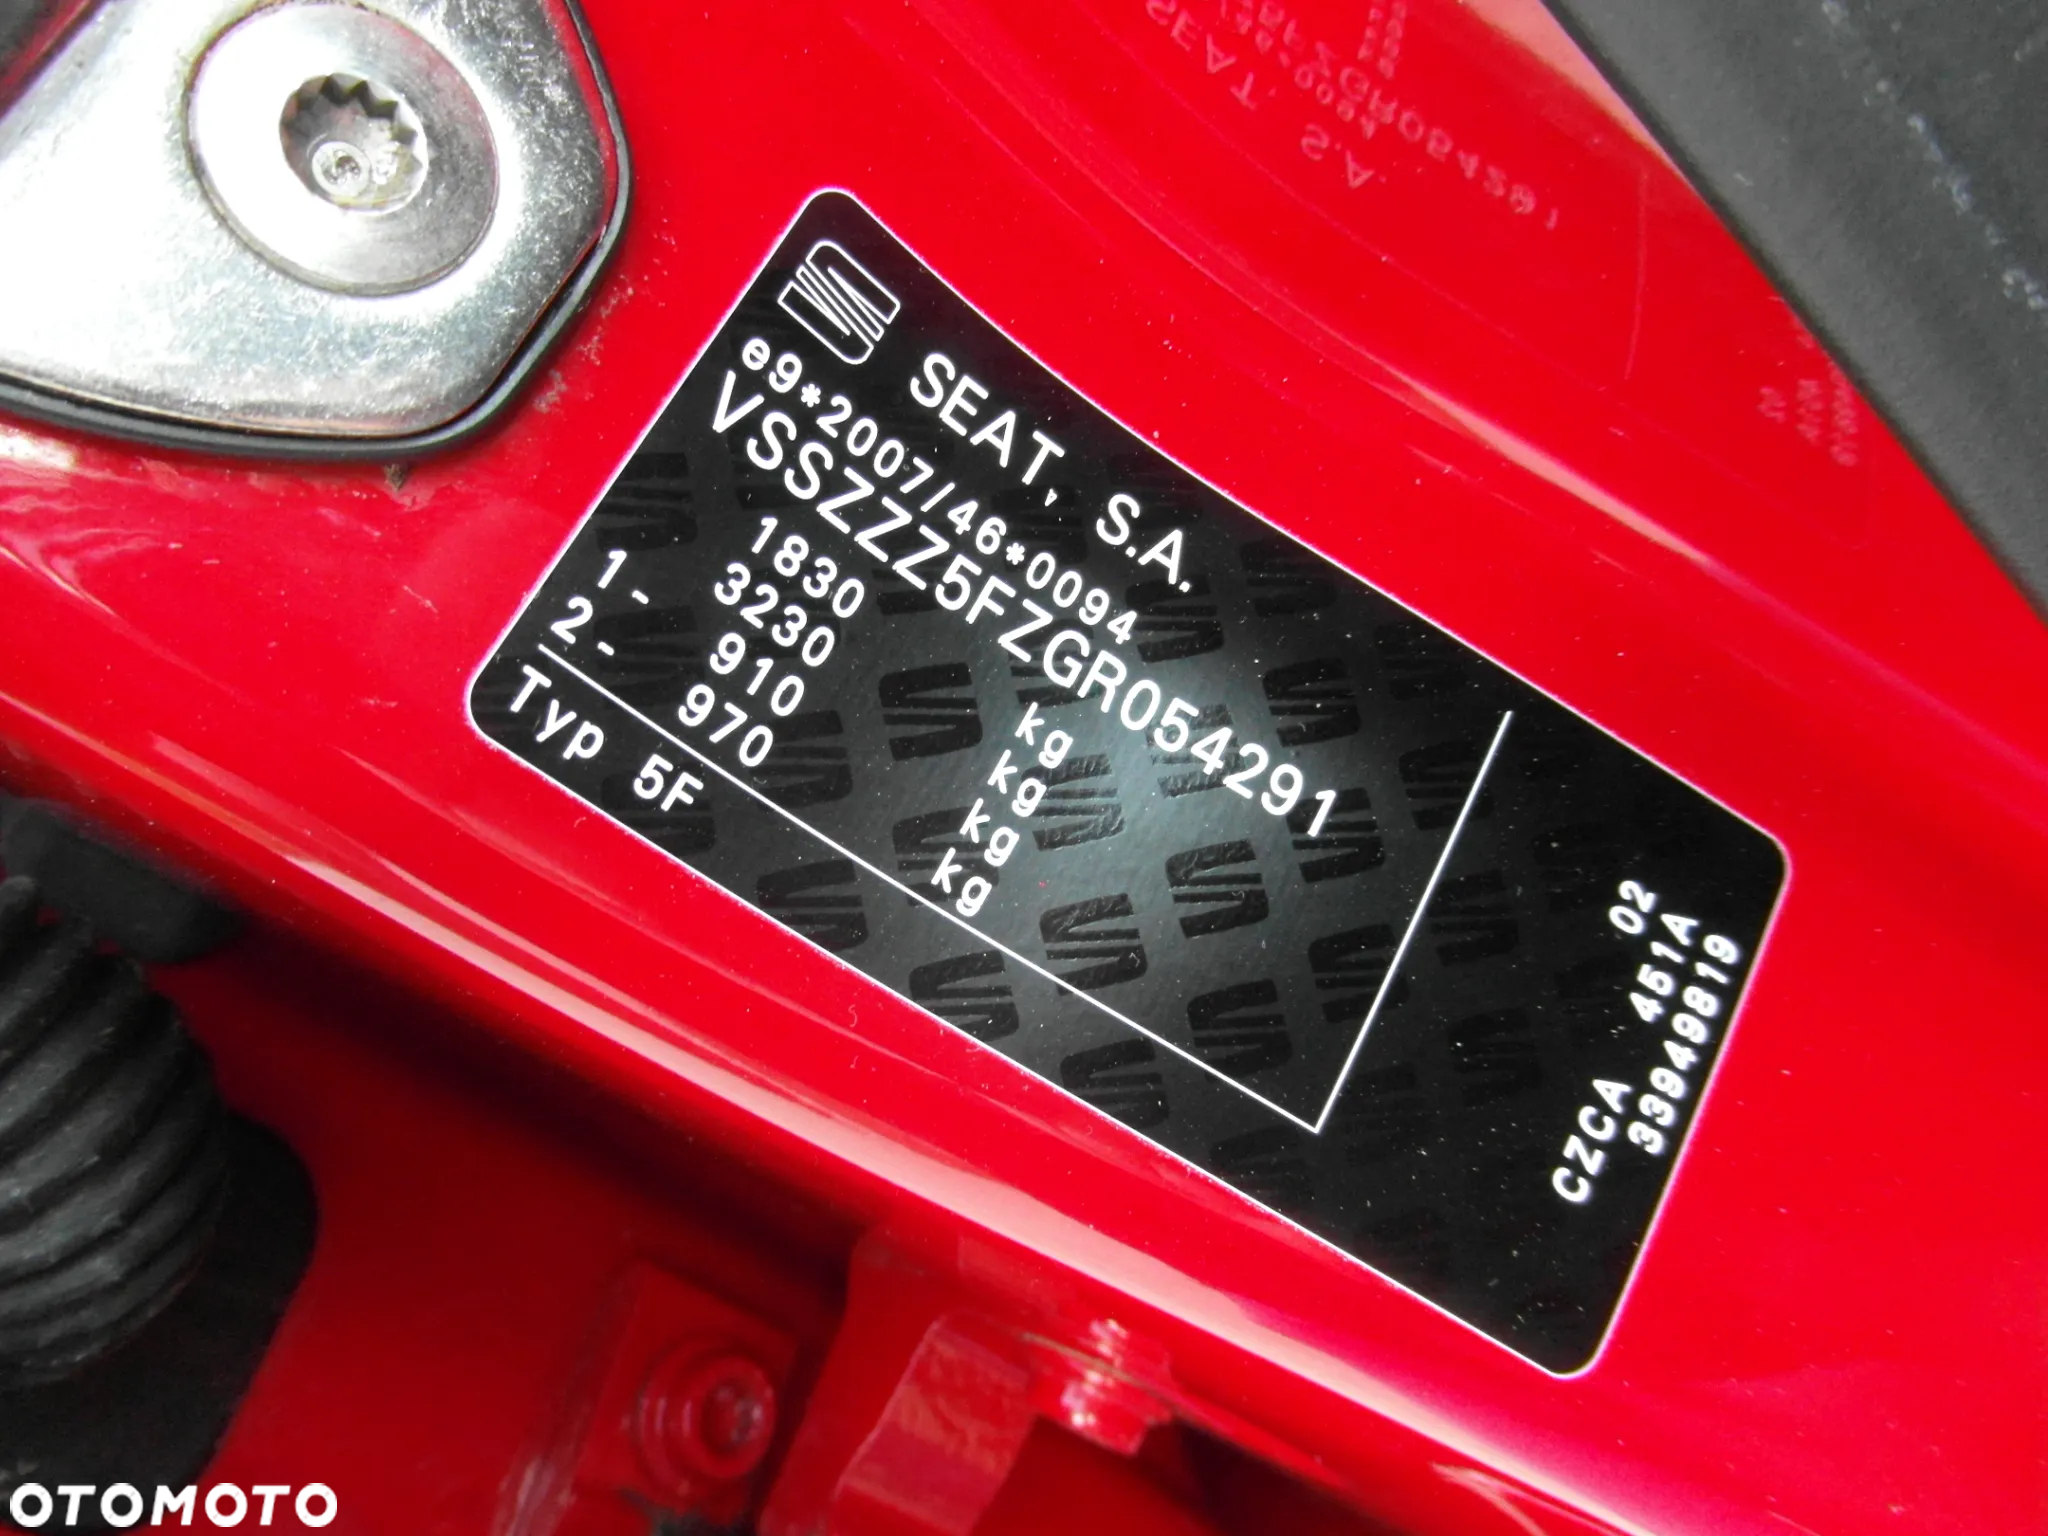 SEAT, S.A.
e9*2007/46*0094
VSSZZZ5FZGR054291
1830 kg
3230 kg
1- 910 kg
2- 970 kg
Typ 5F
02
CZCA 451A
33949819
OTOMOTO